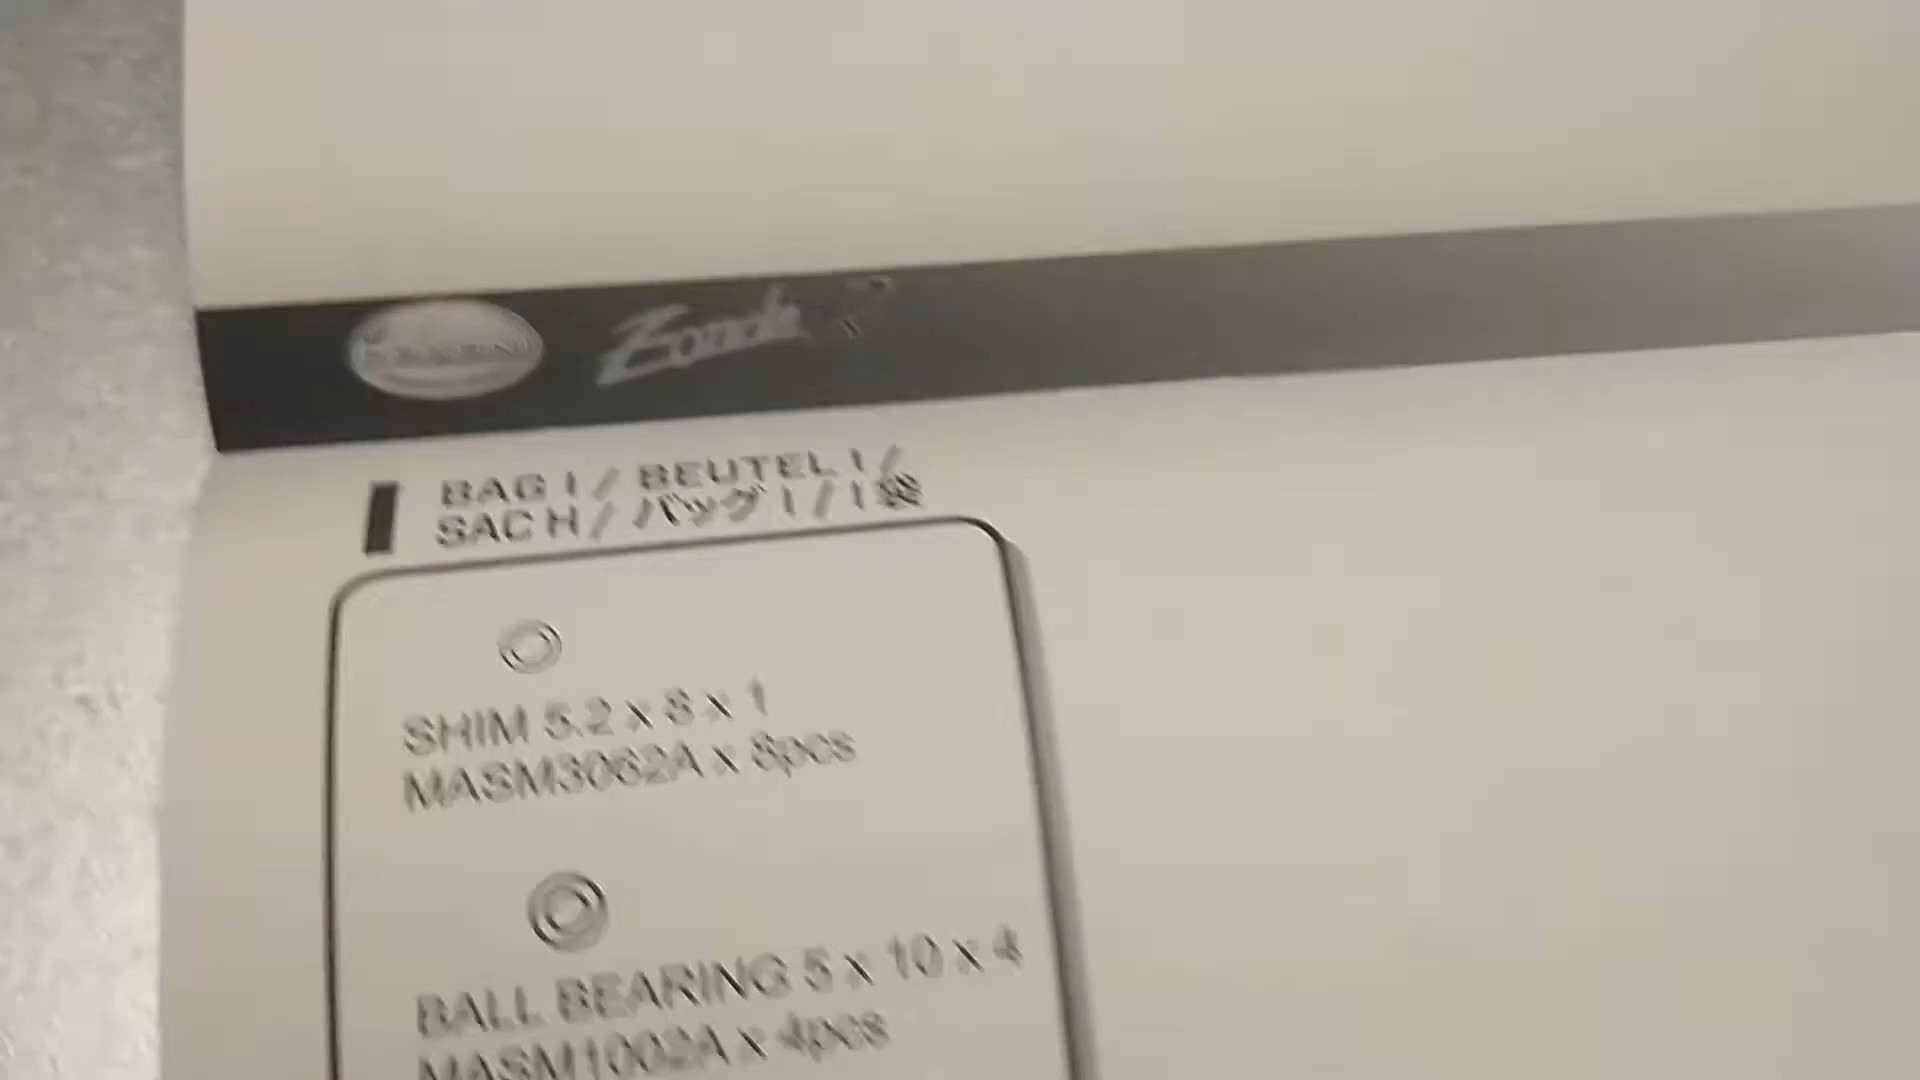 Zonda R
BAG I / BEUTEL I /
SAC H / バッグ I / I 袋
SHIM 5.2 x 8 x 1
MASM3062A x 8pcs
BALL BEARING 5 x 10 x 4
MASM1002A x 4pcs